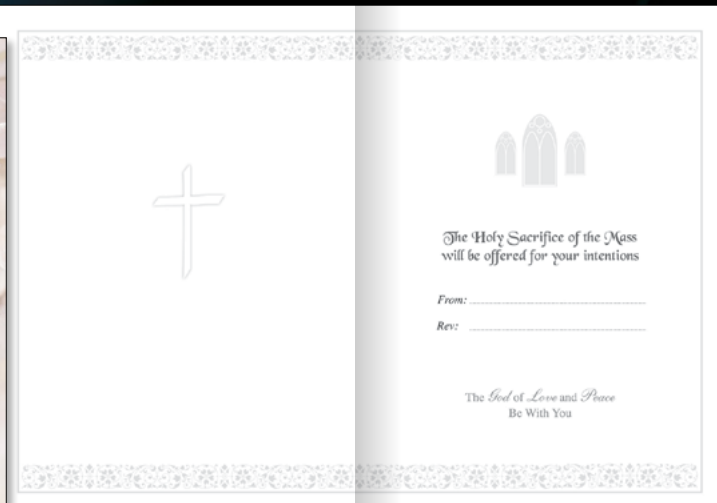 The Holy Sacrifice of the Mass
will be offered for your intentions
From:
Rev:
The God of Love and Peace
Be With You